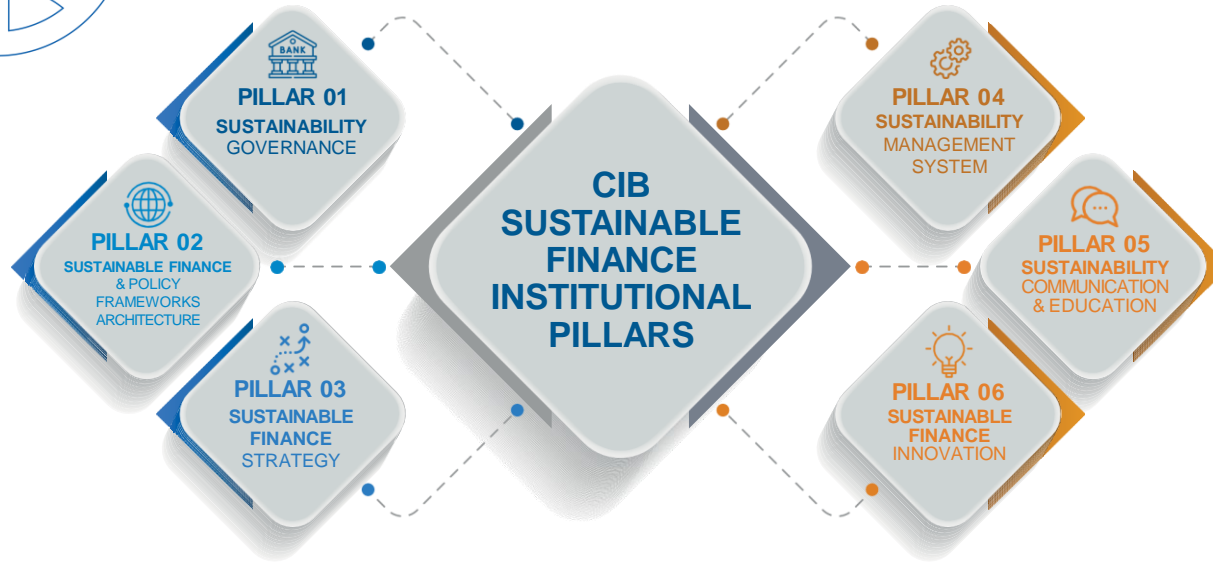 BANK
PILLAR 01
SUSTAINABILITY
GOVERNANCE
PILLAR 02
SUSTAINABLE FINANCE
& POLICY
FRAMEWORKS
ARCHITECTURE
PILLAR 03
SUSTAINABLE
FINANCE
STRATEGY
CIB
SUSTAINABLE
FINANCE
INSTITUTIONAL
PILLARS
PILLAR 04
SUSTAINABILITY
MANAGEMENT
SYSTEM
PILLAR 05
SUSTAINABILITY
COMMUNICATION
& EDUCATION
PILLAR 06
SUSTAINABLE
FINANCE
INNOVATION